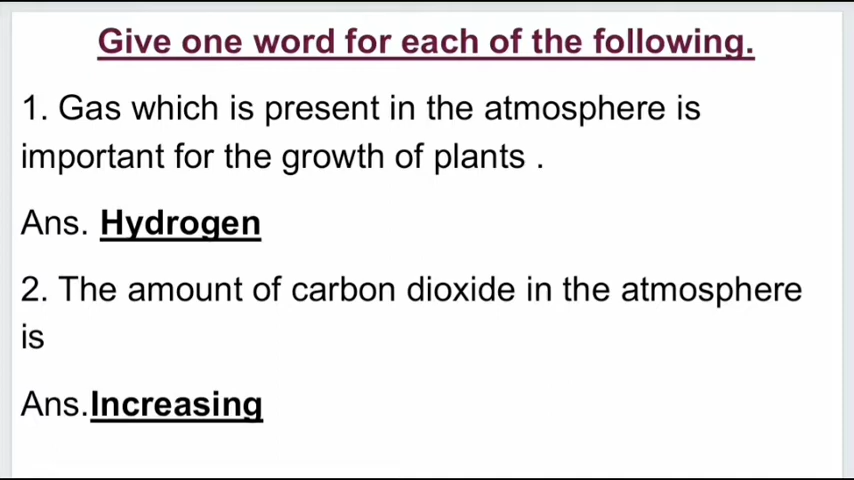 Give one word for each of the following.
1. Gas which is present in the atmosphere is
important for the growth of plants .
Ans. Hydrogen
2. The amount of carbon dioxide in the atmosphere
is
Ans.Increasing